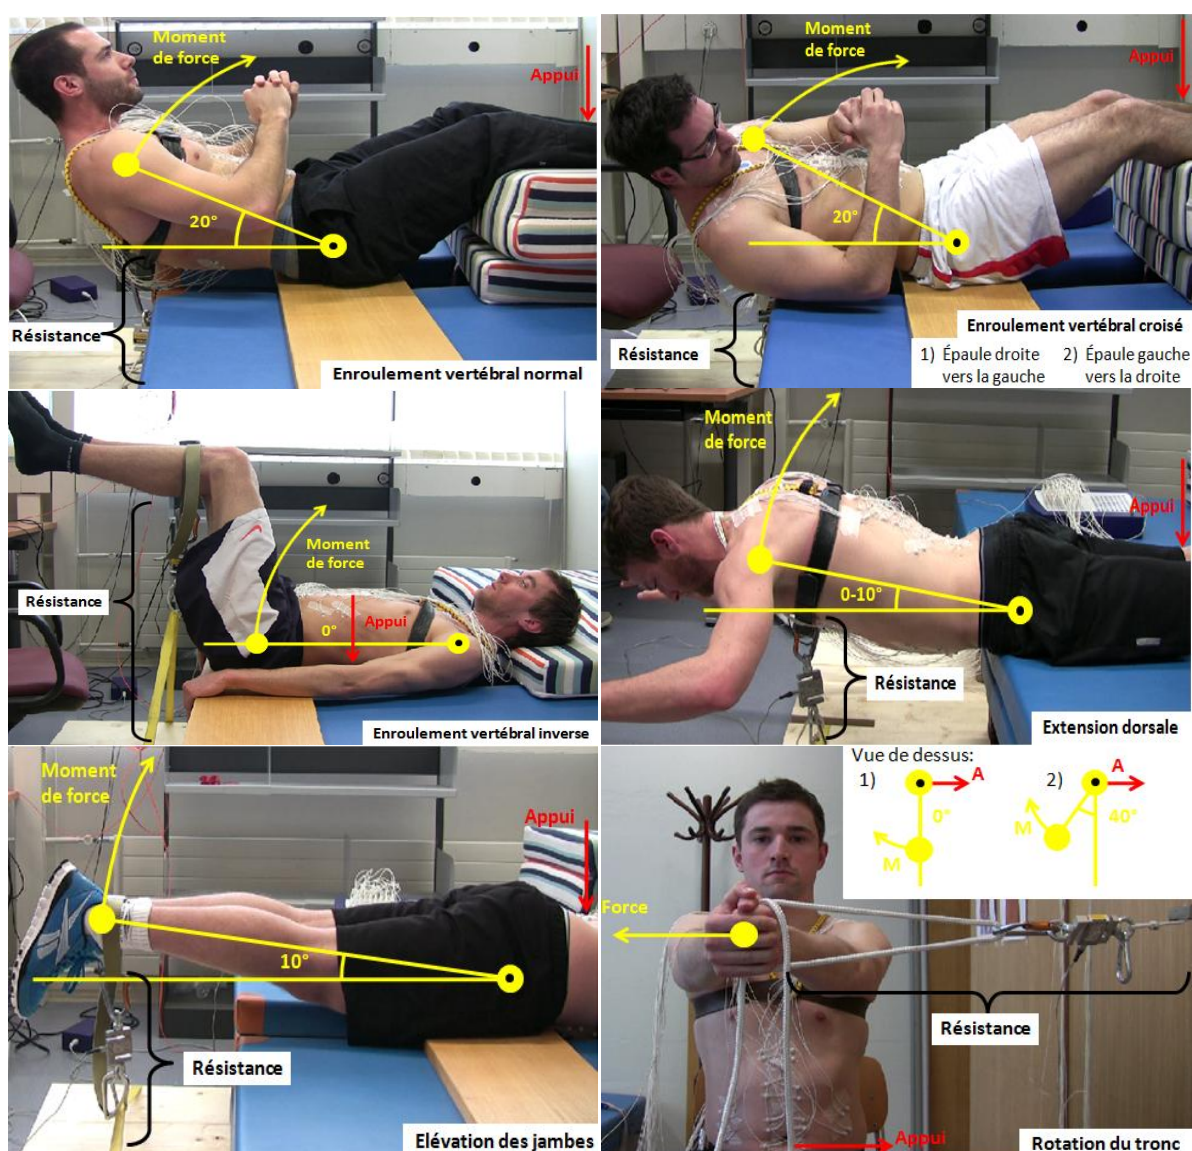 Moment
de force
Appui
20°
Résistance
Enroulement vertébral normal
Moment
de force
Appui
20°
Résistance
Enroulement vertébral croisé
1) Épaule droite
vers la gauche
2) Épaule gauche
vers la droite
Moment
de force
Résistance
0°
Appui
Enroulement vertébral inverse
Moment
de force
Appui
0-10°
Résistance
Extension dorsale
Moment
de force
Appui
10°
Résistance
Elévation des jambes
Vue de dessus:
1)
A
0°
M
2)
A
40°
M
Force
Résistance
Appui
Rotation du tronc